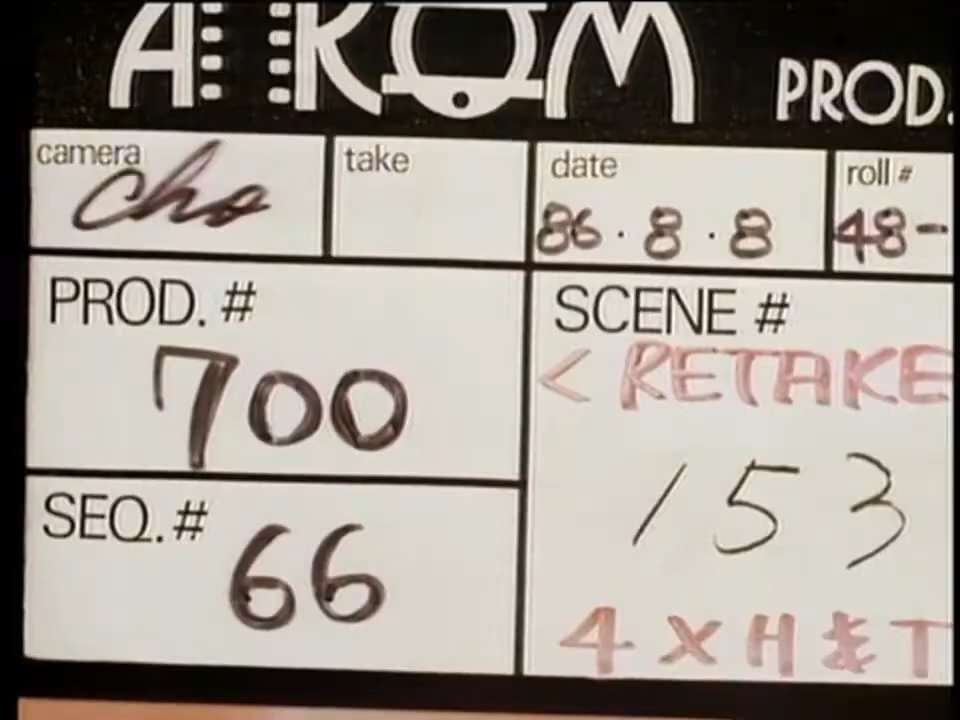 AKOM PROD.
camera take date roll #
cho 86 · 8 · 8 48-
PROD. # SCENE #
700 < RETAKE
153
SEQ. # 66
4 X H & T